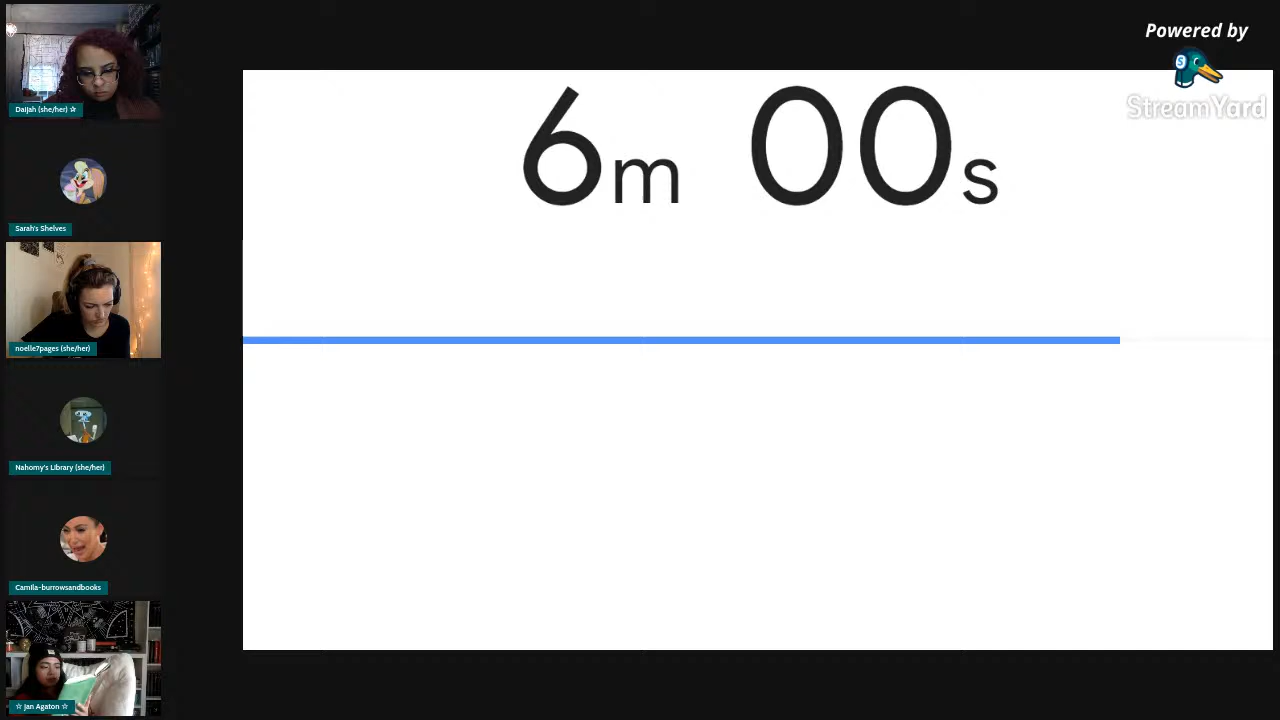 Powered by
StreamYard
6m 00s
Daijah (she/her) ☆
Sarah's Shelves
noelle7pages (she/her)
Nahomy's Library (she/her)
Camila-burrowsandbooks
☆ Jan Agaton ☆